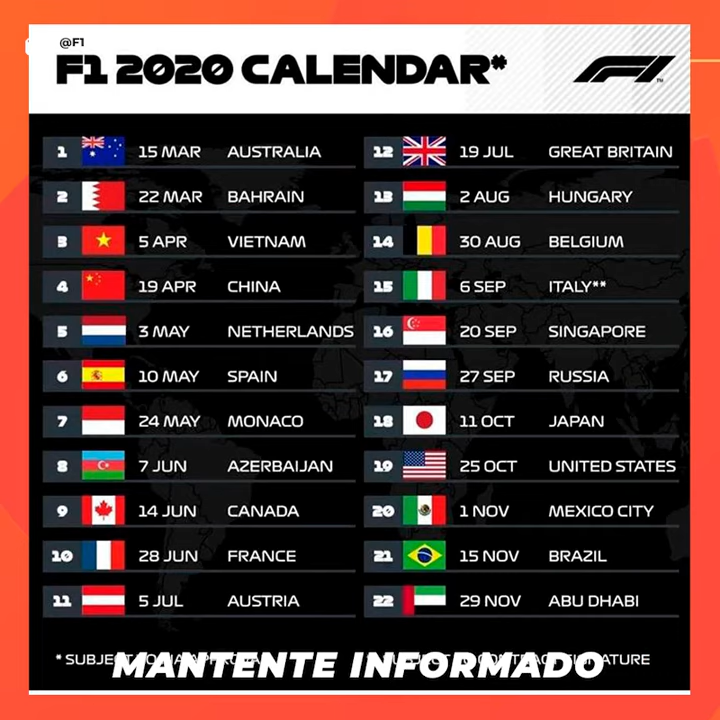 @F1
F1 2020 CALENDAR*
F1
1 15 MAR AUSTRALIA
2 22 MAR BAHRAIN
3 5 APR VIETNAM
4 19 APR CHINA
5 3 MAY NETHERLANDS
6 10 MAY SPAIN
7 24 MAY MONACO
8 7 JUN AZERBAIJAN
9 14 JUN CANADA
10 28 JUN FRANCE
11 5 JUL AUSTRIA
12 19 JUL GREAT BRITAIN
13 2 AUG HUNGARY
14 30 AUG BELGIUM
15 6 SEP ITALY**
16 20 SEP SINGAPORE
17 27 SEP RUSSIA
18 11 OCT JAPAN
19 25 OCT UNITED STATES
20 1 NOV MEXICO CITY
21 15 NOV BRAZIL
22 29 NOV ABU DHABI
* SUBJECT
SIGNATURE
MANTENTE INFORMADO